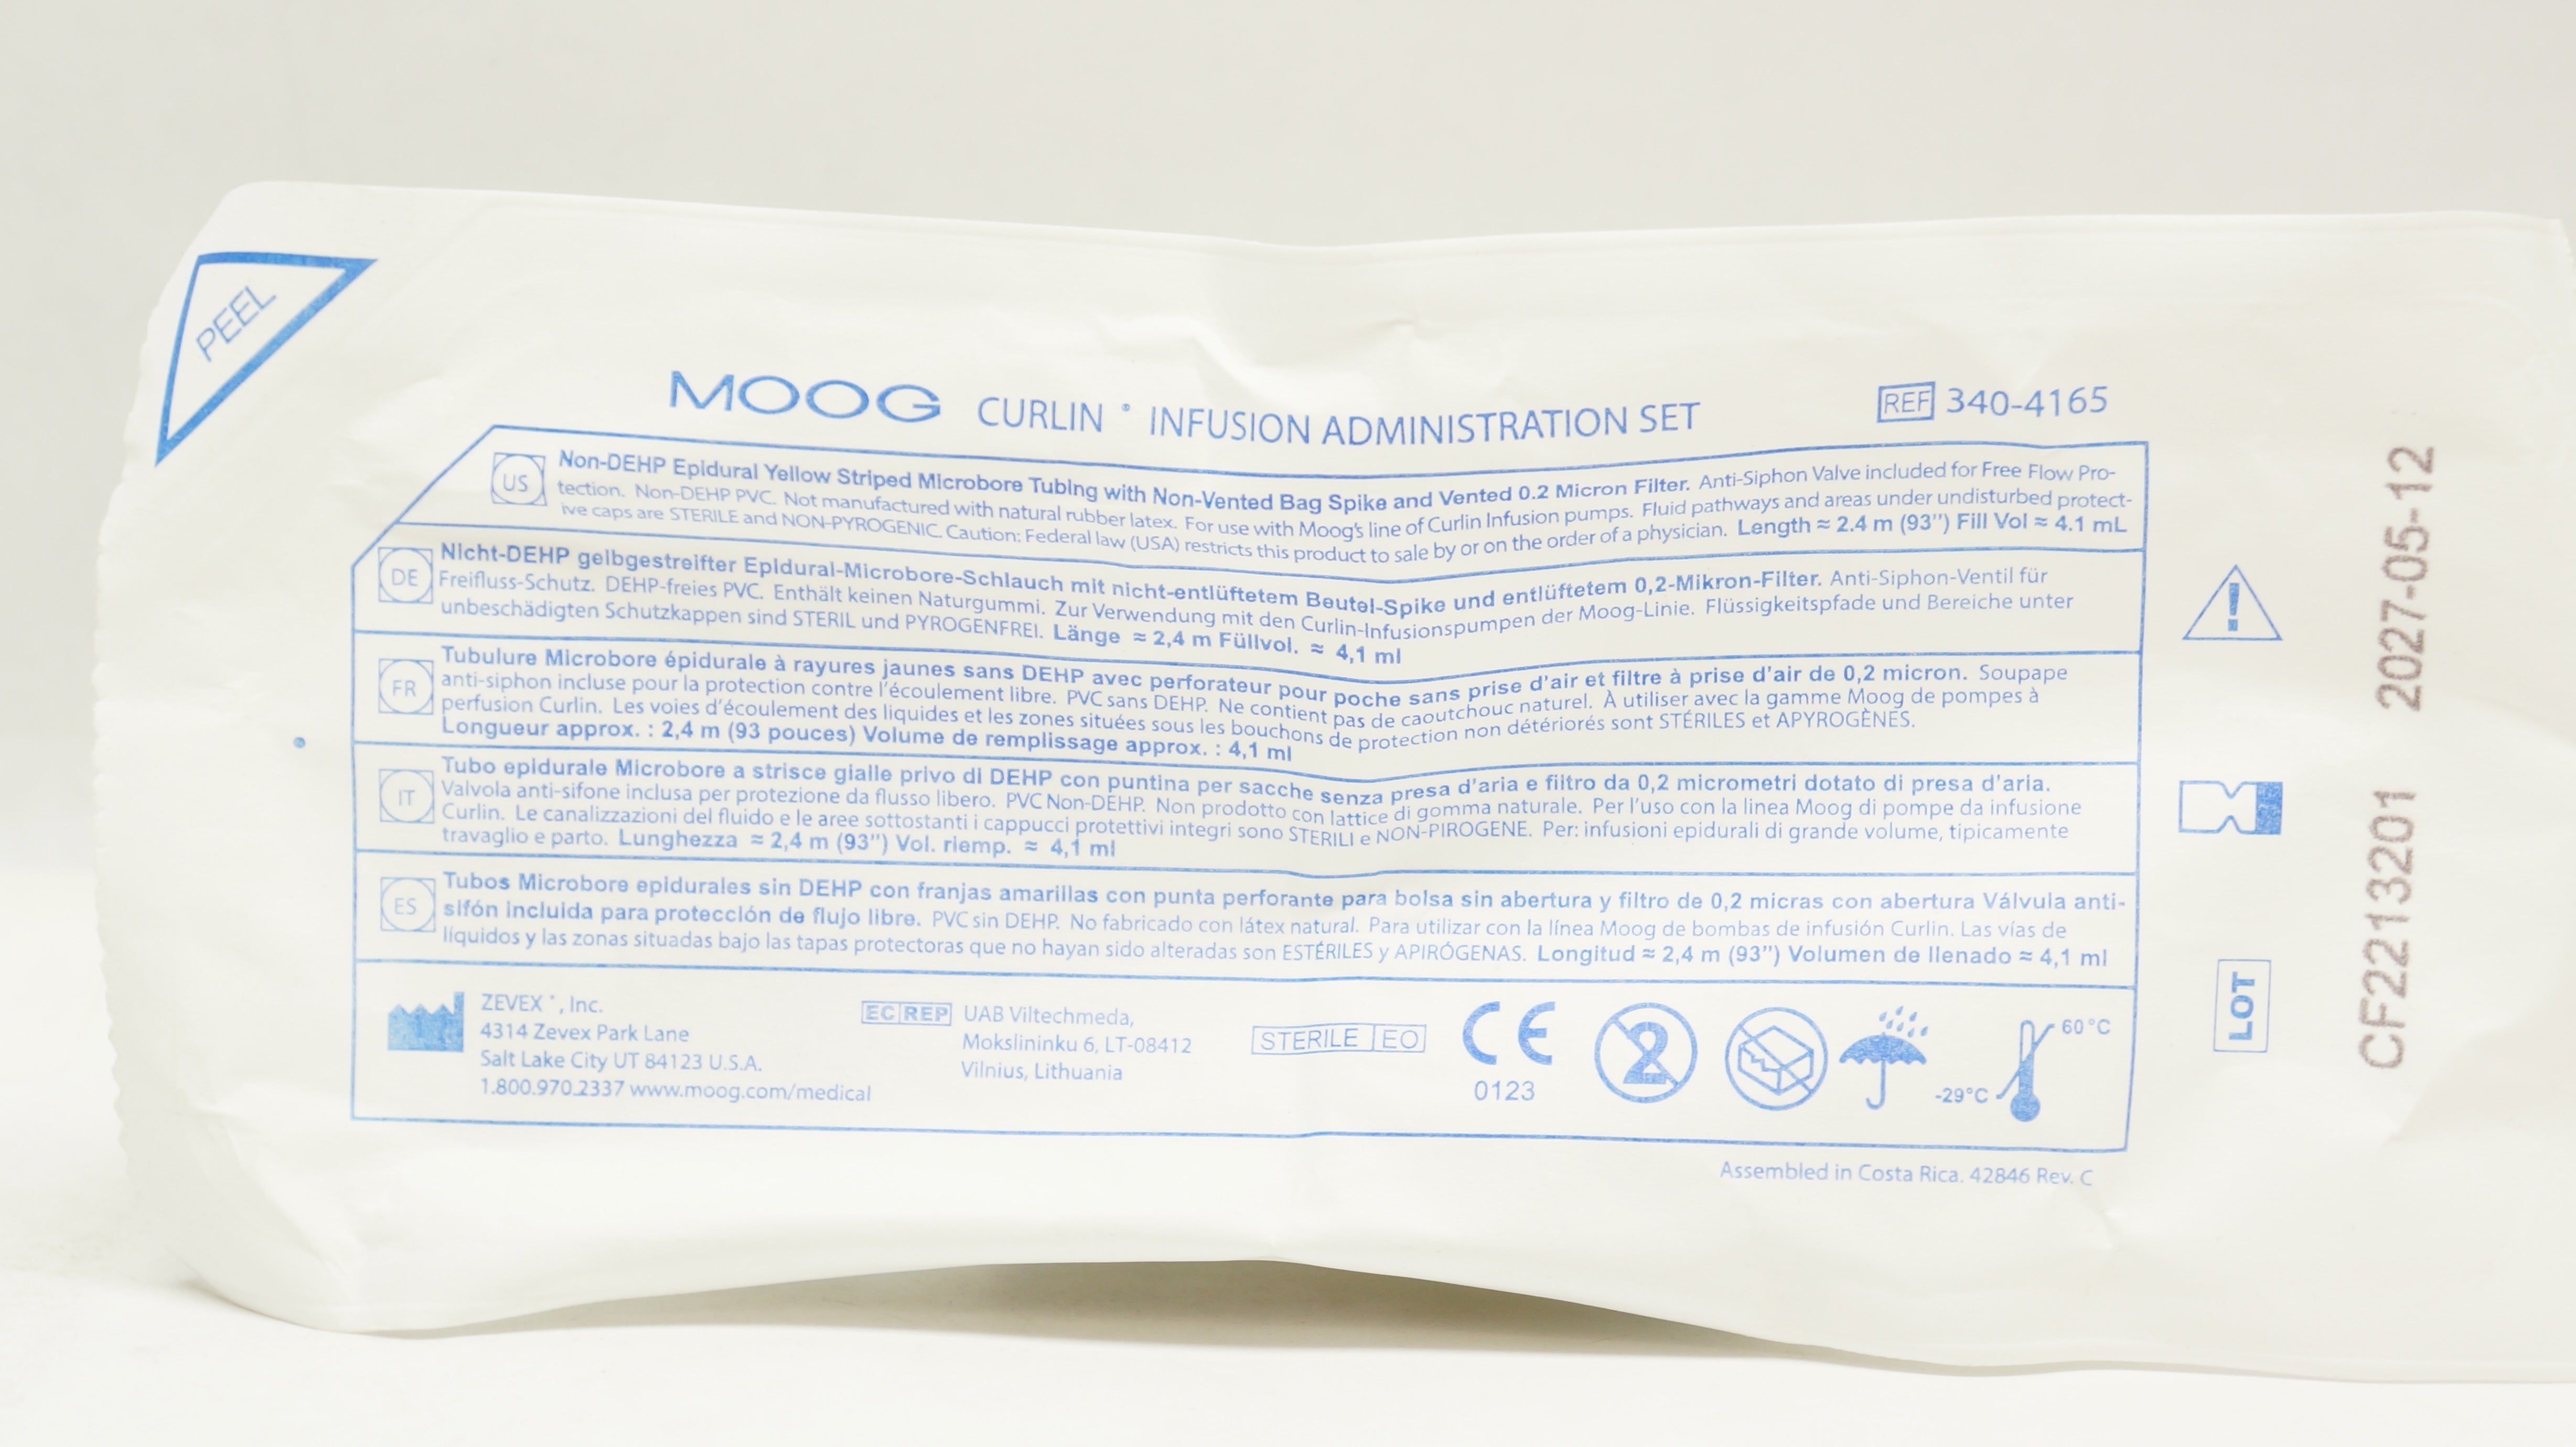 PEEL
MOOG CURLIN® INFUSION ADMINISTRATION SET
REF 340-4165
US Non-DEHP Epidural Yellow Striped Microbore Tubing with Non-Vented Bag Spike and Vented 0.2 Micron Filter. Anti-Siphon Valve included for Free Flow Pro-
tection. Non-DEHP PVC. Not manufactured with natural rubber latex. For use with Moog's line of Curlin Infusion pumps. Fluid pathways and areas under undisturbed protect-
ive caps are STERILE and NON-PYROGENIC. Caution: Federal law (USA) restricts this product to sale by or on the order of a physician. Length ≈ 2.4 m (93") Fill Vol ≈ 4.1 mL
DE Nicht-DEHP gelbgestreifter Epidural-Microbore-Schlauch mit nicht-entlüftetem Beutel-Spike und entlüftetem 0,2-Mikron-Filter. Anti-Siphon-Ventil für
Freifluss-Schutz. DEHP-freies PVC. Enthält keinen Naturgummi. Zur Verwendung mit den Curlin-Infusionspumpen der Moog-Linie. Flüssigkeitspfade und Bereiche unter
unbeschädigten Schutzkappen sind STERIL und PYROGENFREI. Länge ≈ 2,4 m Füllvol. ≈ 4,1 ml
FR Tubulure Microbore épidurale à rayures jaunes sans DEHP avec perforateur pour poche sans prise d'air et filtre à prise d'air de 0,2 micron. Soupape
anti-siphon incluse pour la protection contre l'écoulement libre. PVC sans DEHP. Ne contient pas de caoutchouc naturel. À utiliser avec la gamme Moog de pompes à
perfusion Curlin. Les voies d'écoulement des liquides et les zones situées sous les bouchons de protection non détériorés sont STÉRILES et APYROGÈNES.
Longueur approx. : 2,4 m (93 pouces) Volume de remplissage approx. : 4,1 ml
IT Tubo epidurale Microbore a strisce gialle privo di DEHP con puntina per sacche senza presa d'aria e filtro da 0,2 micrometri dotato di presa d'aria.
Valvola anti-sifone inclusa per protezione da flusso libero. PVC Non-DEHP. Non prodotto con lattice di gomma naturale. Per l'uso con la linea Moog di pompe da infusione
Curlin. Le canalizzazioni del fluido e le aree sottostanti i cappucci protettivi integri sono STERILI e NON-PIROGENE. Per: infusioni epidurali di grande volume, tipicamente
travaglio e parto. Lunghezza ≈ 2,4 m (93") Vol. riemp. ≈ 4,1 ml
ES Tubos Microbore epidurales sin DEHP con franjas amarillas con punta perforante para bolsa sin abertura y filtro de 0,2 micras con abertura Válvula anti-
sifón incluida para protección de flujo libre. PVC sin DEHP. No fabricado con látex natural. Para utilizar con la línea Moog de bombas de infusión Curlin. Las vías de
líquidos y las zonas situadas bajo las tapas protectoras que no hayan sido alteradas son ESTÉRILES y APIRÓGENAS. Longitud ≈ 2,4 m (93") Volumen de llenado ≈ 4,1 ml
ZEVEX®, Inc.
4314 Zevex Park Lane
Salt Lake City UT 84123 U.S.A.
1.800.970.2337 www.moog.com/medical
EC REP UAB Viltechmeda,
Mokslininku 6, LT-08412
Vilnius, Lithuania
STERILE EO
CE
0123
2
60°C
-29°C
Assembled in Costa Rica. 42846 Rev. C
LOT
CF2213201 2027-05-12